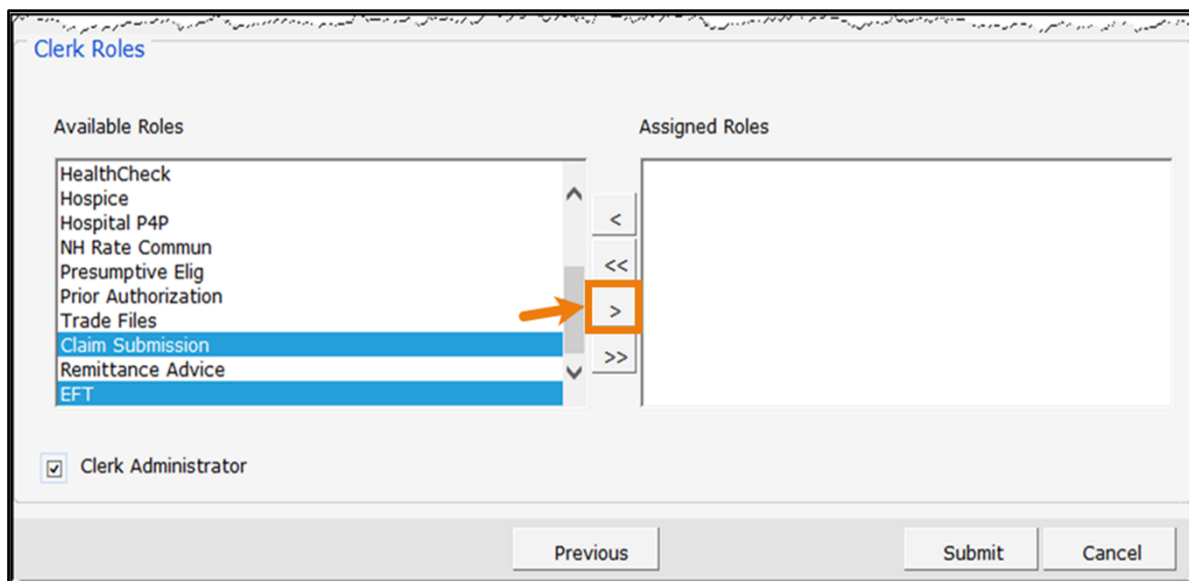 Clerk Roles
Available Roles
Assigned Roles
HealthCheck
Hospice
Hospital P4P
NH Rate Commun
Presumptive Elig
Prior Authorization
Trade Files
Claim Submission
Remittance Advice
EFT
<
<<
>
>>
Clerk Administrator
Previous
Submit
Cancel